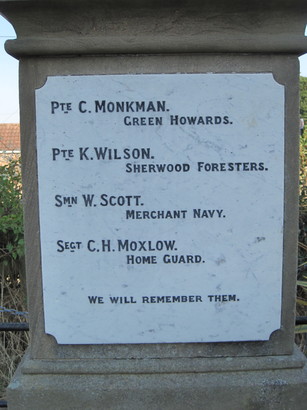 Pte C. Monkman.
Green Howards.
Pte K. Wilson.
Sherwood Foresters.
Smn W. Scott.
Merchant Navy.
Segt C. H. Moxlow.
Home Guard.
We will remember them.